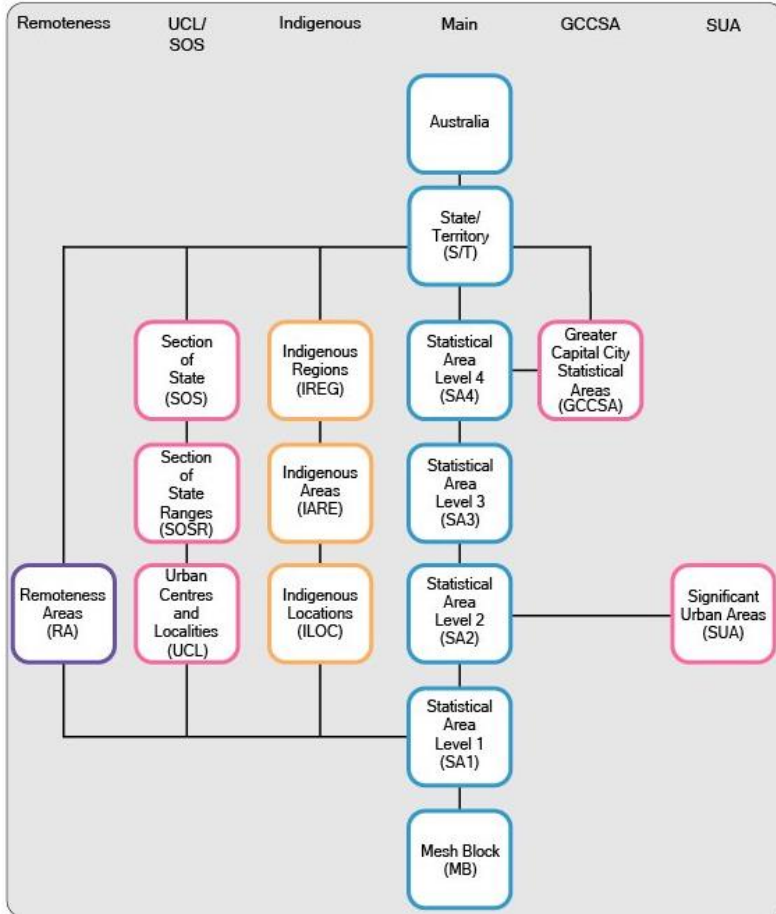 Remoteness
UCL/
SOS
Indigenous
Main
GCCSA
SUA
Australia
State/
Territory
(S/T)
Section
of
State
(SOS)
Indigenous
Regions
(IREG)
Statistical
Area
Level 4
(SA4)
Greater
Capital City
Statistical
Areas
(GCCSA)
Section
of
State
Ranges
(SOSR)
Indigenous
Areas
(IARE)
Statistical
Area
Level 3
(SA3)
Remoteness
Areas
(RA)
Urban
Centres
and
Localities
(UCL)
Indigenous
Locations
(ILOC)
Statistical
Area
Level 2
(SA2)
Significant
Urban Areas
(SUA)
Statistical
Area
Level 1
(SA1)
Mesh Block
(MB)